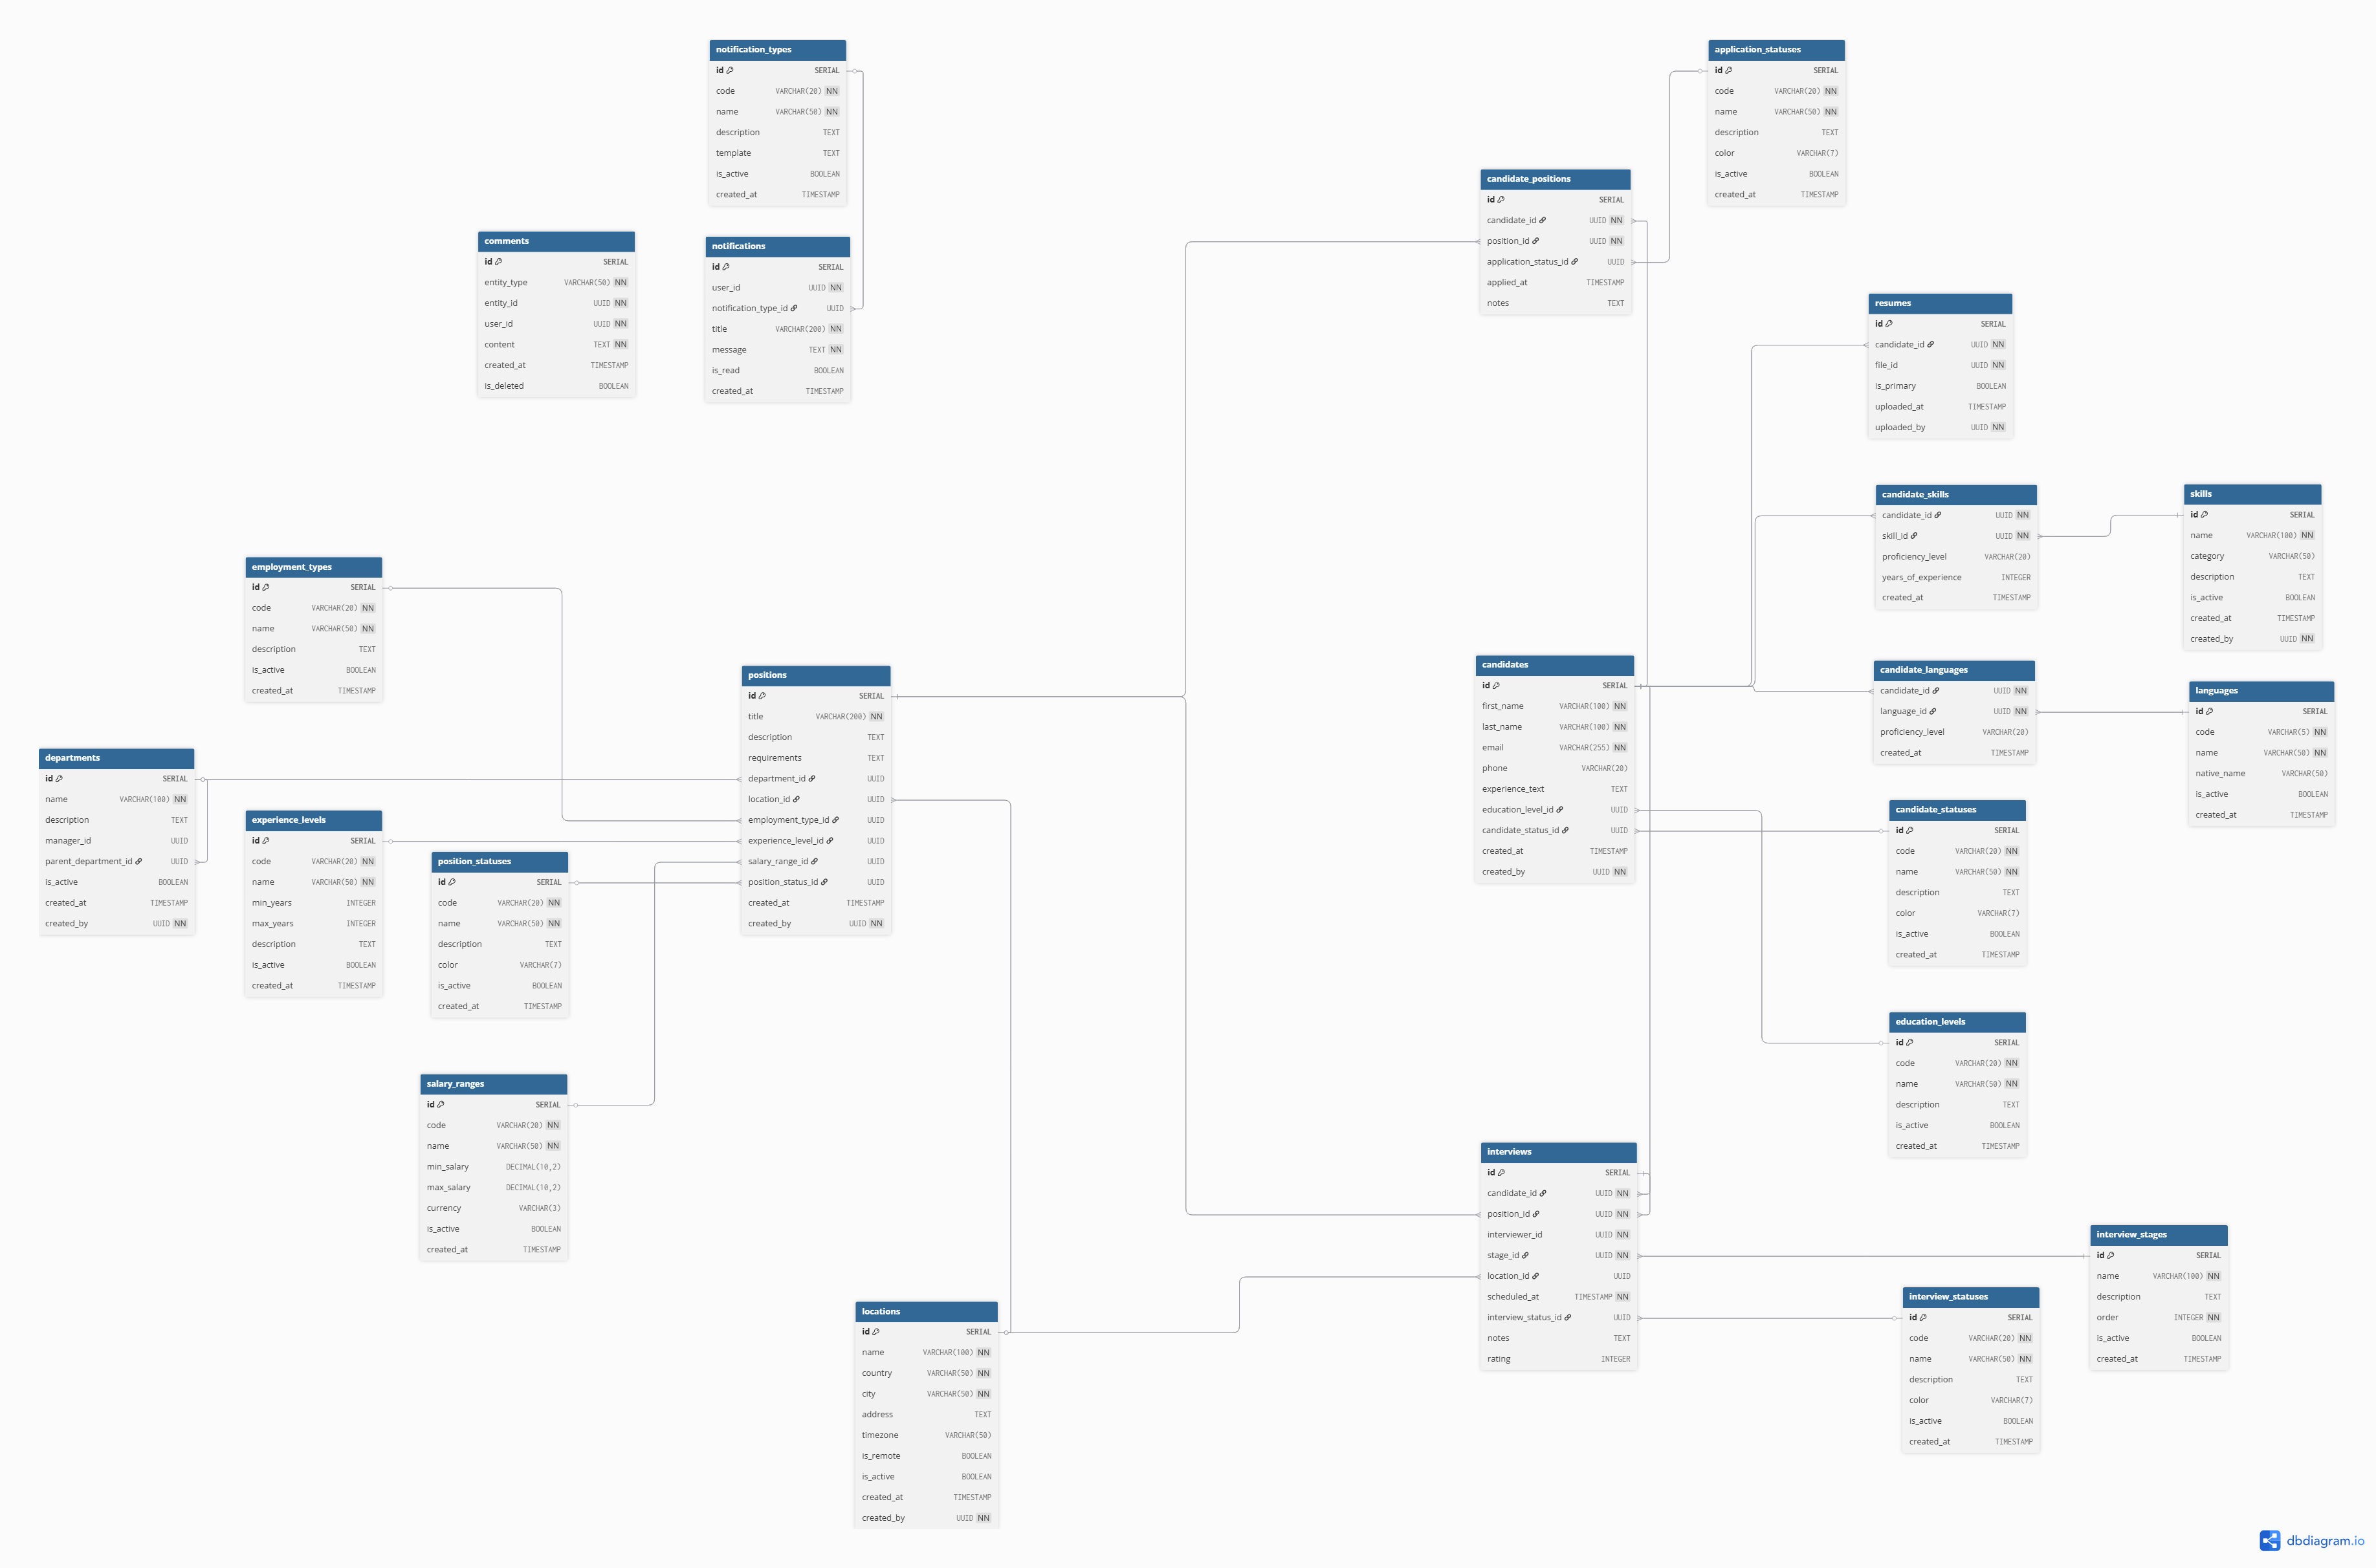 notification_types
id SERIAL
code VARCHAR(20) NN
name VARCHAR(50) NN
description TEXT
template TEXT
is_active BOOLEAN
created_at TIMESTAMP
application_statuses
id SERIAL
code VARCHAR(20) NN
name VARCHAR(50) NN
description TEXT
color VARCHAR(7)
is_active BOOLEAN
created_at TIMESTAMP
candidate_positions
id SERIAL
candidate_id UUID NN
position_id UUID NN
application_status_id UUID
applied_at TIMESTAMP
notes TEXT
comments
id SERIAL
entity_type VARCHAR(50) NN
entity_id UUID NN
user_id UUID NN
content TEXT NN
created_at TIMESTAMP
is_deleted BOOLEAN
notifications
id SERIAL
user_id UUID NN
notification_type_id UUID
title VARCHAR(200) NN
message TEXT NN
is_read BOOLEAN
created_at TIMESTAMP
resumes
id SERIAL
candidate_id UUID NN
file_id UUID NN
is_primary BOOLEAN
uploaded_at TIMESTAMP
uploaded_by UUID NN
candidate_skills
candidate_id UUID NN
skill_id UUID NN
proficiency_level VARCHAR(20)
years_of_experience INTEGER
created_at TIMESTAMP
skills
id SERIAL
name VARCHAR(100) NN
category VARCHAR(50)
description TEXT
is_active BOOLEAN
created_at TIMESTAMP
created_by UUID NN
employment_types
id SERIAL
code VARCHAR(20) NN
name VARCHAR(50) NN
description TEXT
is_active BOOLEAN
created_at TIMESTAMP
positions
id SERIAL
title VARCHAR(200) NN
description TEXT
requirements TEXT
department_id UUID
location_id UUID
employment_type_id UUID
experience_level_id UUID
salary_range_id UUID
position_status_id UUID
created_at TIMESTAMP
created_by UUID NN
candidates
id SERIAL
first_name VARCHAR(100) NN
last_name VARCHAR(100) NN
email VARCHAR(255) NN
phone VARCHAR(20)
experience_text TEXT
education_level_id UUID
candidate_status_id UUID
created_at TIMESTAMP
created_by UUID NN
candidate_languages
candidate_id UUID NN
language_id UUID NN
proficiency_level VARCHAR(20)
created_at TIMESTAMP
languages
id SERIAL
code VARCHAR(5) NN
name VARCHAR(50) NN
native_name VARCHAR(50)
is_active BOOLEAN
created_at TIMESTAMP
departments
id SERIAL
name VARCHAR(100) NN
description TEXT
manager_id UUID
parent_department_id UUID
is_active BOOLEAN
created_at TIMESTAMP
created_by UUID NN
experience_levels
id SERIAL
code VARCHAR(20) NN
name VARCHAR(50) NN
min_years INTEGER
max_years INTEGER
description TEXT
is_active BOOLEAN
created_at TIMESTAMP
position_statuses
id SERIAL
code VARCHAR(20) NN
name VARCHAR(50) NN
description TEXT
color VARCHAR(7)
is_active BOOLEAN
created_at TIMESTAMP
candidate_statuses
id SERIAL
code VARCHAR(20) NN
name VARCHAR(50) NN
description TEXT
color VARCHAR(7)
is_active BOOLEAN
created_at TIMESTAMP
education_levels
id SERIAL
code VARCHAR(20) NN
name VARCHAR(50) NN
description TEXT
is_active BOOLEAN
created_at TIMESTAMP
salary_ranges
id SERIAL
code VARCHAR(20) NN
name VARCHAR(50) NN
min_salary DECIMAL(10,2)
max_salary DECIMAL(10,2)
currency VARCHAR(3)
is_active BOOLEAN
created_at TIMESTAMP
interviews
id SERIAL
candidate_id UUID NN
position_id UUID NN
interviewer_id UUID NN
stage_id UUID NN
location_id UUID
scheduled_at TIMESTAMP NN
interview_status_id UUID
notes TEXT
rating INTEGER
interview_stages
id SERIAL
name VARCHAR(100) NN
description TEXT
order INTEGER NN
is_active BOOLEAN
created_at TIMESTAMP
interview_statuses
id SERIAL
code VARCHAR(20) NN
name VARCHAR(50) NN
description TEXT
color VARCHAR(7)
is_active BOOLEAN
created_at TIMESTAMP
locations
id SERIAL
name VARCHAR(100) NN
country VARCHAR(50) NN
city VARCHAR(50) NN
address TEXT
timezone VARCHAR(50)
is_remote BOOLEAN
is_active BOOLEAN
created_at TIMESTAMP
created_by UUID NN
dbdiagram.io